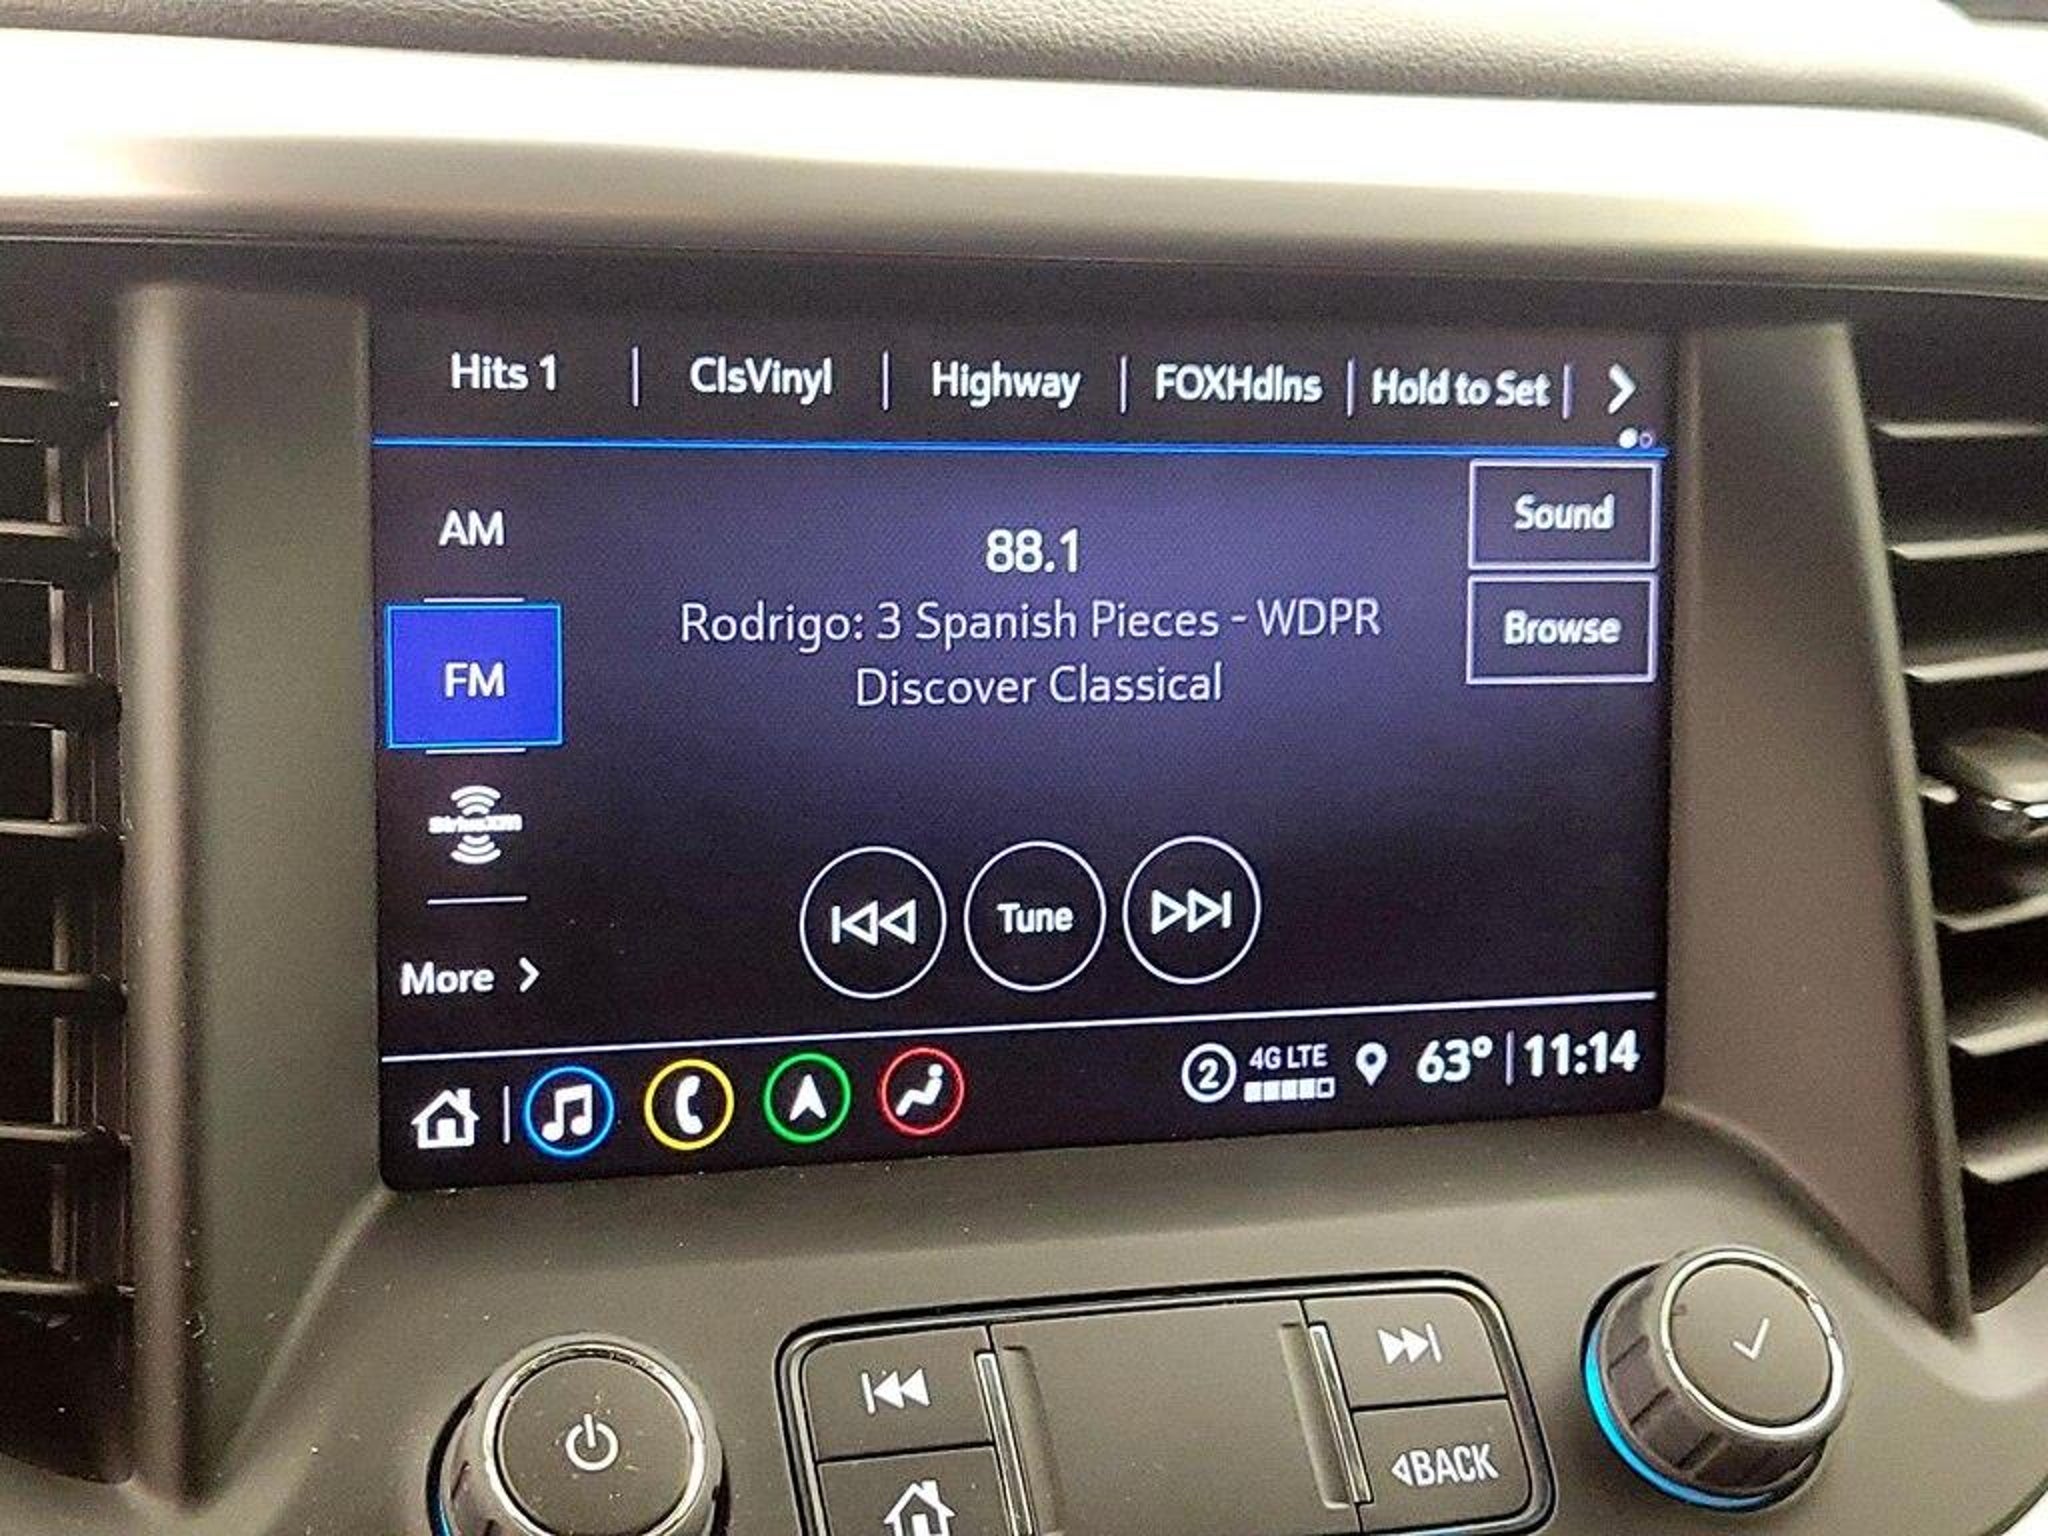 Hits 1 | ClsVinyl | Highway | FOXHdlns | Hold to Set |
AM
88.1
Sound
Rodrigo: 3 Spanish Pieces - WDPR
Browse
FM
Discover Classical
SiriusXM
Tune
More
2 4G LTE 63° | 11:14
BACK